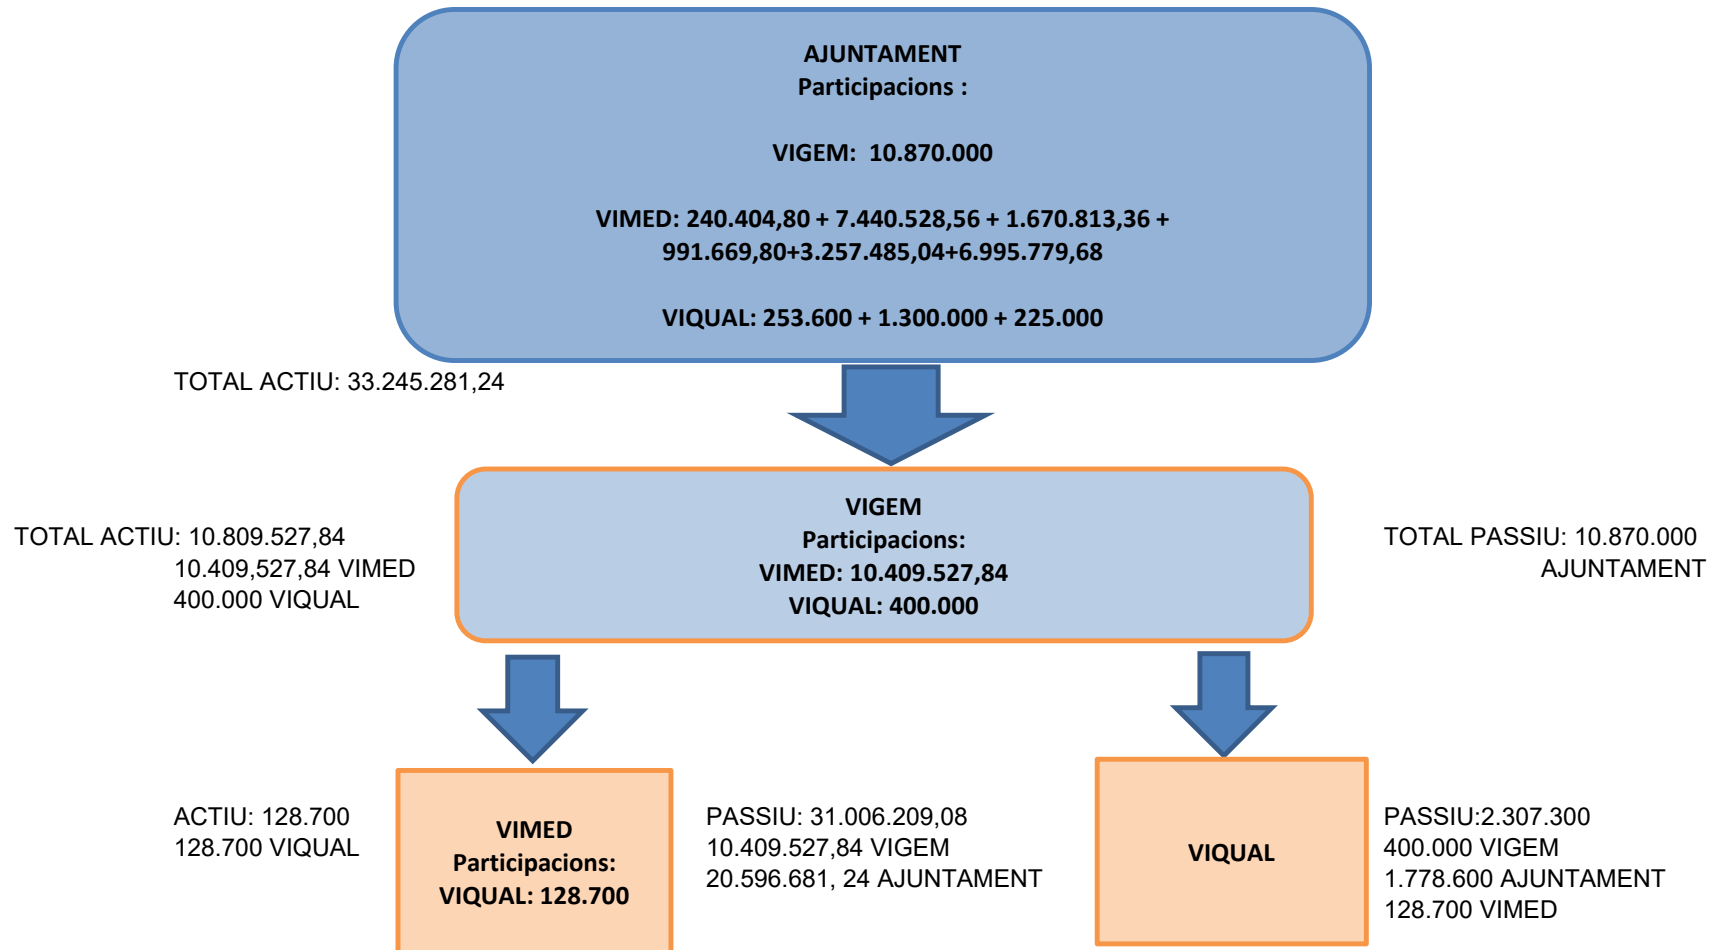 AJUNTAMENT
Participacions :
VIGEM: 10.870.000
VIMED: 240.404,80 + 7.440.528,56 + 1.670.813,36 +
991.669,80+3.257.485,04+6.995.779,68
VIQUAL: 253.600 + 1.300.000 + 225.000
TOTAL ACTIU: 33.245.281,24
TOTAL ACTIU: 10.809.527,84
10.409,527,84 VIMED
400.000 VIQUAL
VIGEM
Participacions:
VIMED: 10.409.527,84
VIQUAL: 400.000
TOTAL PASSIU: 10.870.000
AJUNTAMENT
ACTIU: 128.700
128.700 VIQUAL
VIMED
Participacions:
VIQUAL: 128.700
PASSIU: 31.006.209,08
10.409.527,84 VIGEM
20.596.681, 24 AJUNTAMENT
VIQUAL
PASSIU:2.307.300
400.000 VIGEM
1.778.600 AJUNTAMENT
128.700 VIMED